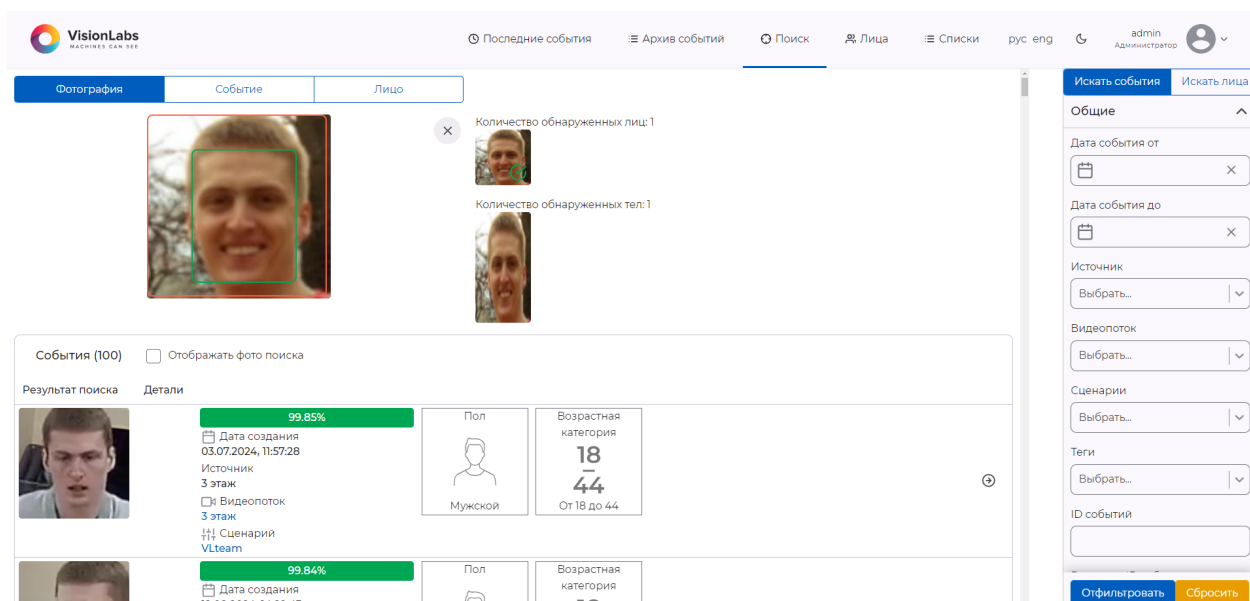 VisionLabs
MACHINES CAN SEE
Последние события
Архив событий
Поиск
Лица
Списки
рус eng
admin
Администратор
Фотография
Событие
Лицо
Количество обнаруженных лиц: 1
Количество обнаруженных тел: 1
События (100)
Отображать фото поиска
Результат поиска
Детали
99.85%
Дата создания
03.07.2024, 11:57:28
Источник
3 этаж
Видеопоток
3 этаж
Сценарий
VLteam
Пол
Мужской
Возрастная
категория
18
44
От 18 до 44
99.84%
Дата создания
Пол
Возрастная
категория
Искать события
Искать лица
Общие
Дата события от
Дата события до
Источник
Выбрать...
Видеопоток
Выбрать...
Сценарии
Выбрать...
Теги
Выбрать...
ID событий
Отфильтровать
Сбросить